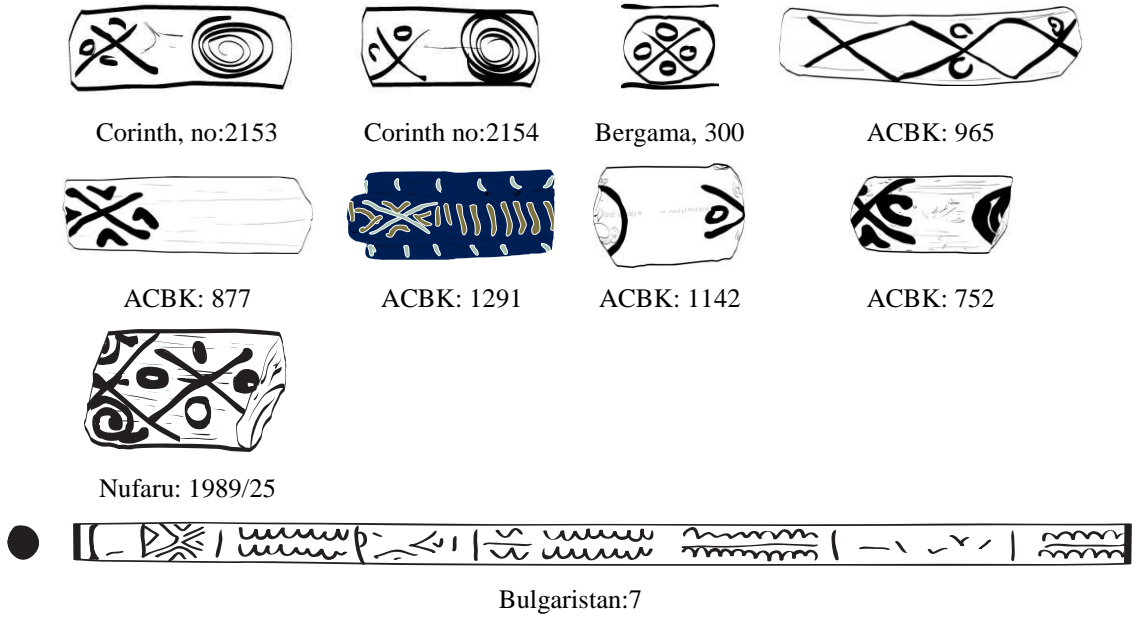 Corinth, no:2153 Corinth no:2154 Bergama, 300 ACBK: 965
ACBK: 877 ACBK: 1291 ACBK: 1142 ACBK: 752
Nufaru: 1989/25
Bulgaristan:7